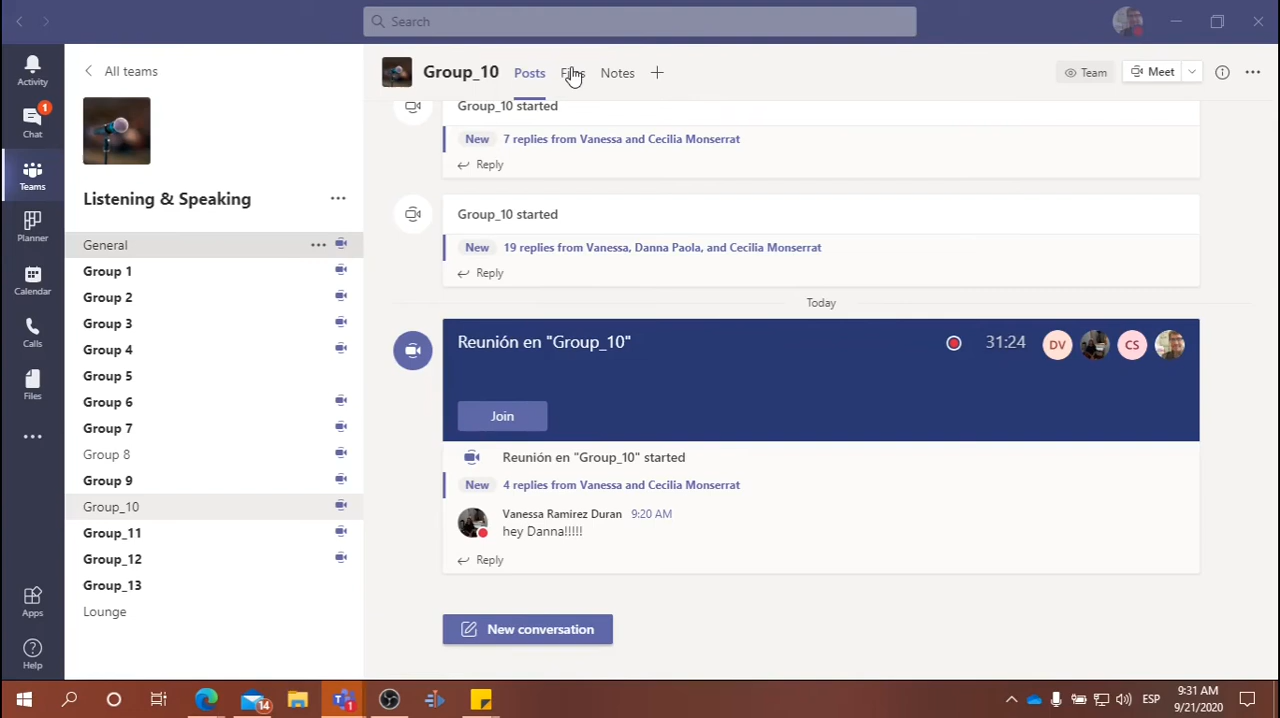 Search
Activity
Chat
1
Teams
Planner
Calendar
Calls
Files
Apps
Help
All teams
Listening & Speaking
General
Group 1
Group 2
Group 3
Group 4
Group 5
Group 6
Group 7
Group 8
Group 9
Group_10
Group_11
Group_12
Group_13
Lounge
Group_10 Posts Files Notes
Team
Meet
Group_10 started
New 7 replies from Vanessa and Cecilia Monserrat
Reply
Group_10 started
New 19 replies from Vanessa, Danna Paola, and Cecilia Monserrat
Reply
Today
Reunión en "Group_10"
31:24
DV
CS
Join
Reunión en "Group_10" started
New 4 replies from Vanessa and Cecilia Monserrat
Vanessa Ramirez Duran 9:20 AM
hey Danna!!!!!
Reply
New conversation
14
1
ESP
9:31 AM
9/21/2020